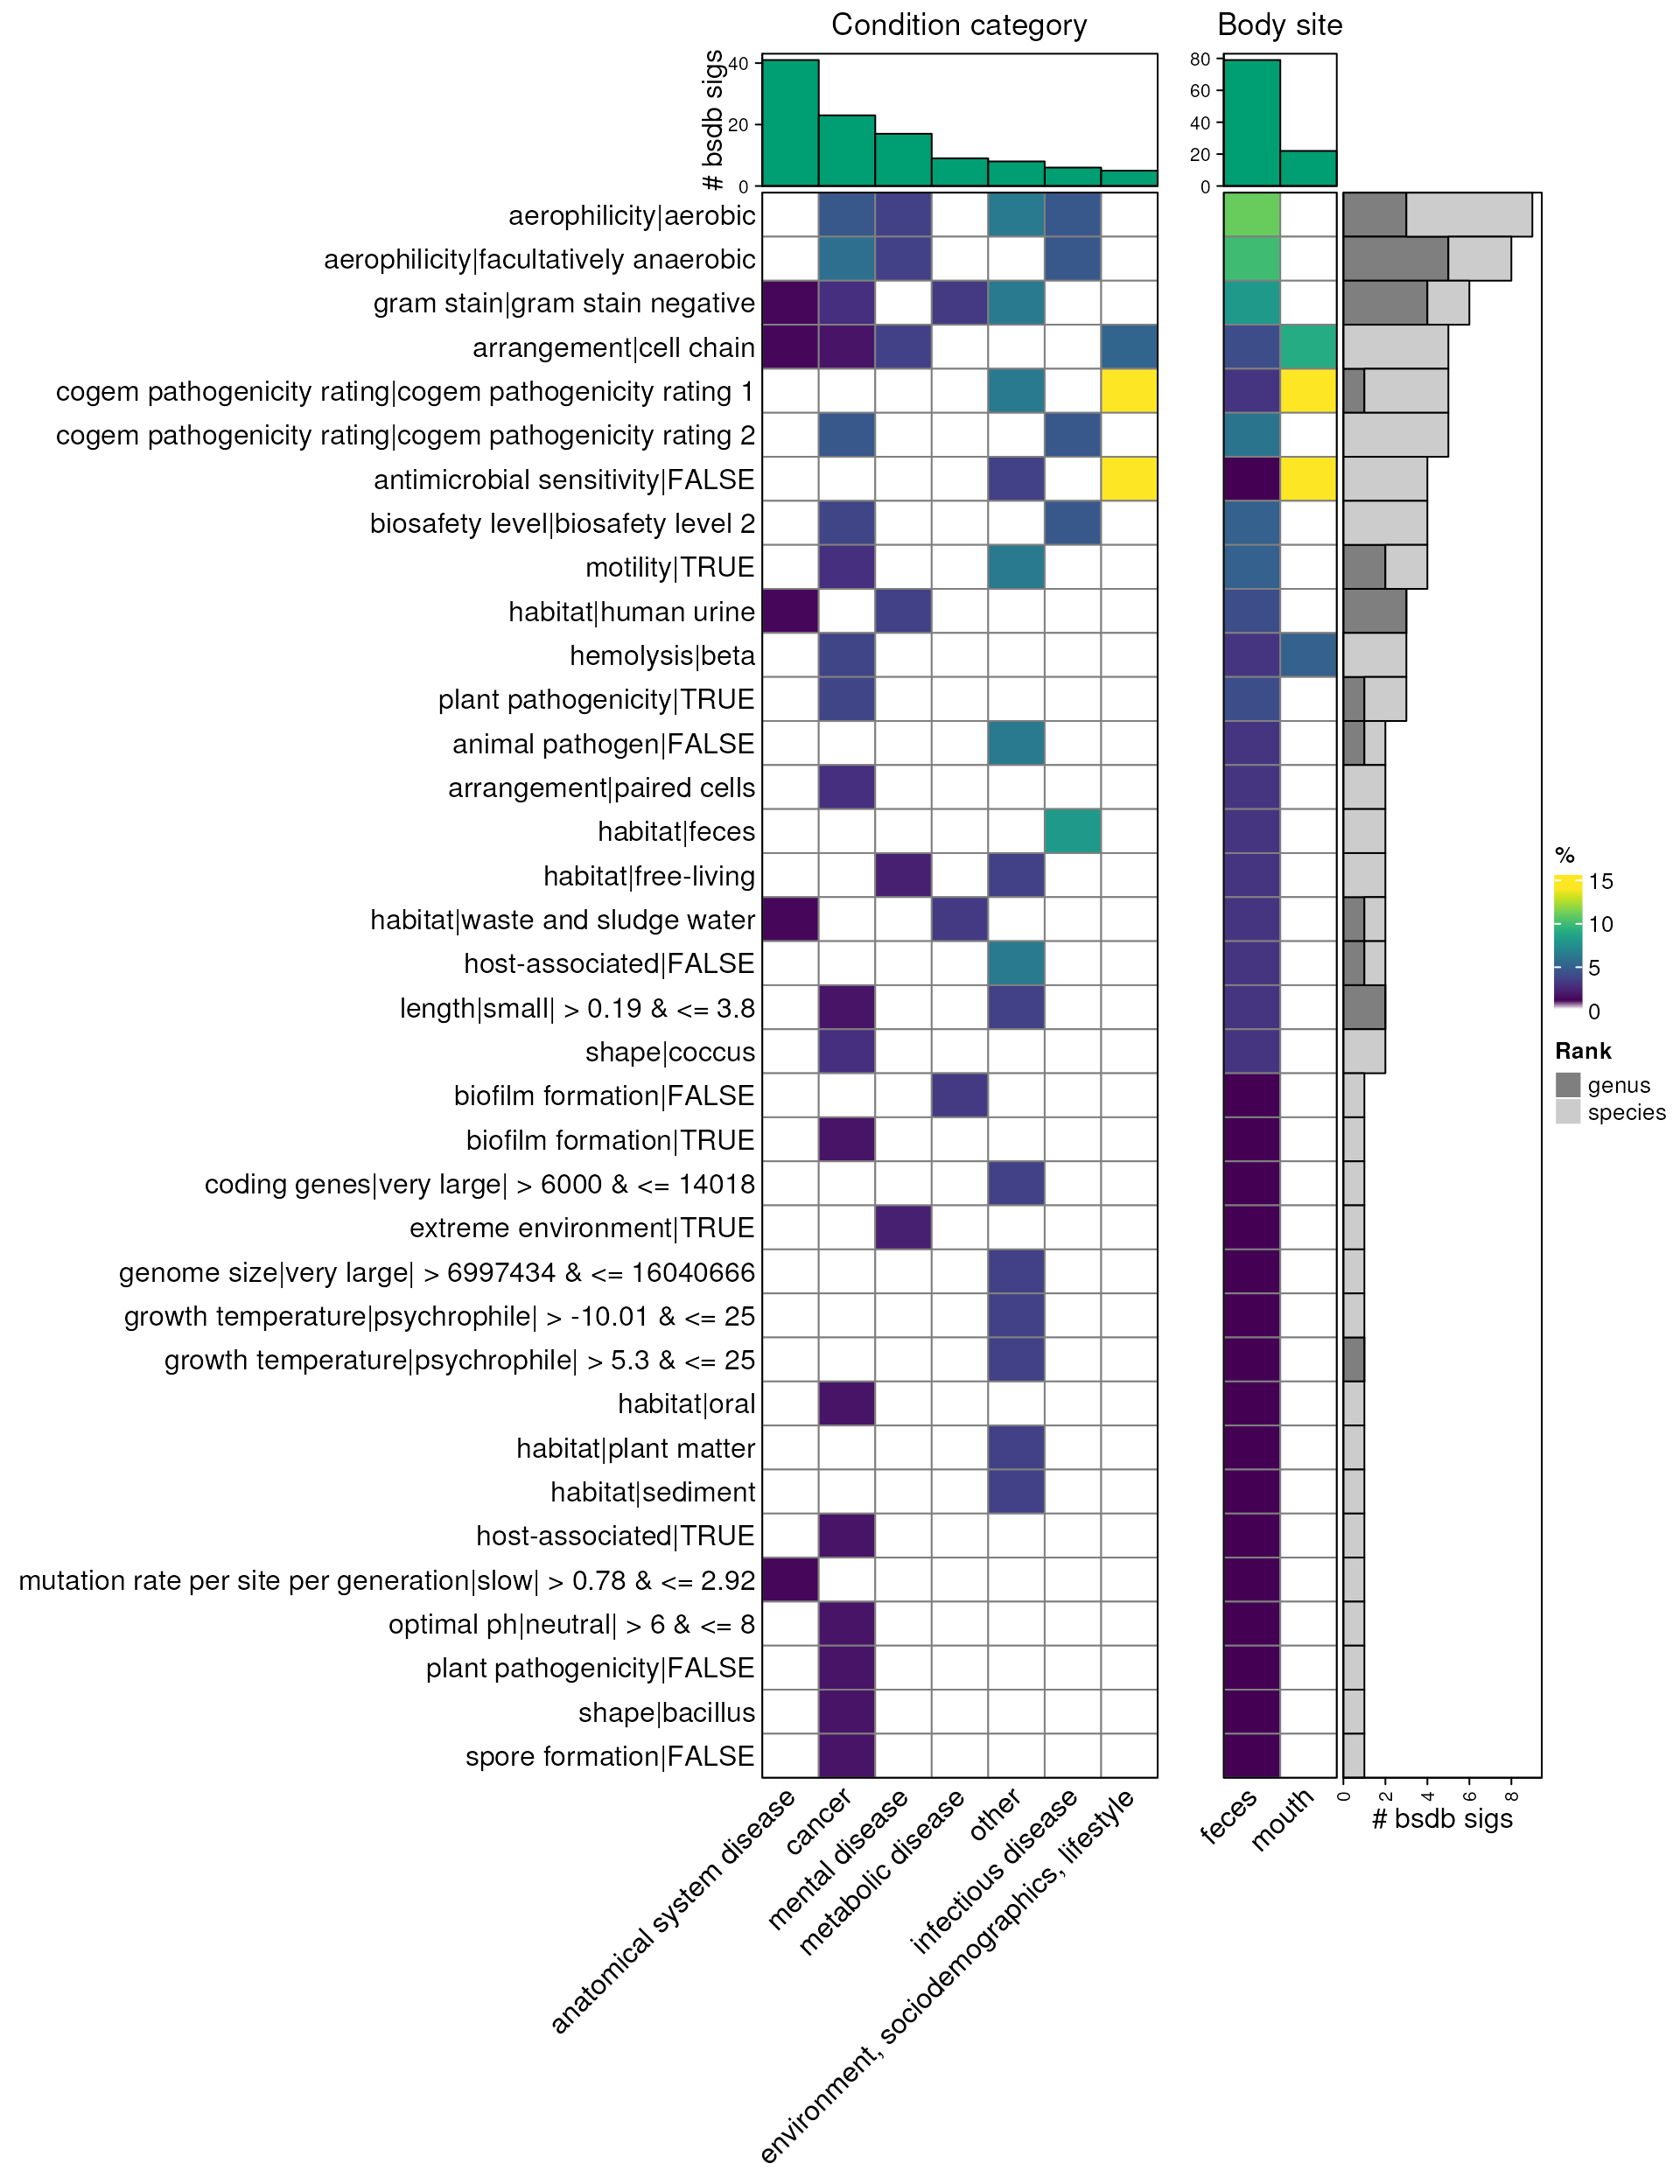 Condition category
Body site
# bsdb sigs
40
20
0
80
60
40
20
0
aerophilicity|aerobic
aerophilicity|facultatively anaerobic
gram stain|gram stain negative
arrangement|cell chain
cogem pathogenicity rating|cogem pathogenicity rating 1
cogem pathogenicity rating|cogem pathogenicity rating 2
antimicrobial sensitivity|FALSE
biosafety level|biosafety level 2
motility|TRUE
habitat|human urine
hemolysis|beta
plant pathogenicity|TRUE
animal pathogen|FALSE
arrangement|paired cells
habitat|feces
habitat|free-living
habitat|waste and sludge water
host-associated|FALSE
length|small| > 0.19 & <= 3.8
shape|coccus
biofilm formation|FALSE
biofilm formation|TRUE
coding genes|very large| > 6000 & <= 14018
extreme environment|TRUE
genome size|very large| > 6997434 & <= 16040666
growth temperature|psychrophile| > -10.01 & <= 25
growth temperature|psychrophile| > 5.3 & <= 25
habitat|oral
habitat|plant matter
habitat|sediment
host-associated|TRUE
mutation rate per site per generation|slow| > 0.78 & <= 2.92
optimal ph|neutral| > 6 & <= 8
plant pathogenicity|FALSE
shape|bacillus
spore formation|FALSE
anatomical system disease
cancer
mental disease
metabolic disease
other
infectious disease
environment, sociodemographics, lifestyle
feces
mouth
0
2
4
6
8
# bsdb sigs
%
15
10
5
0
Rank
genus
species